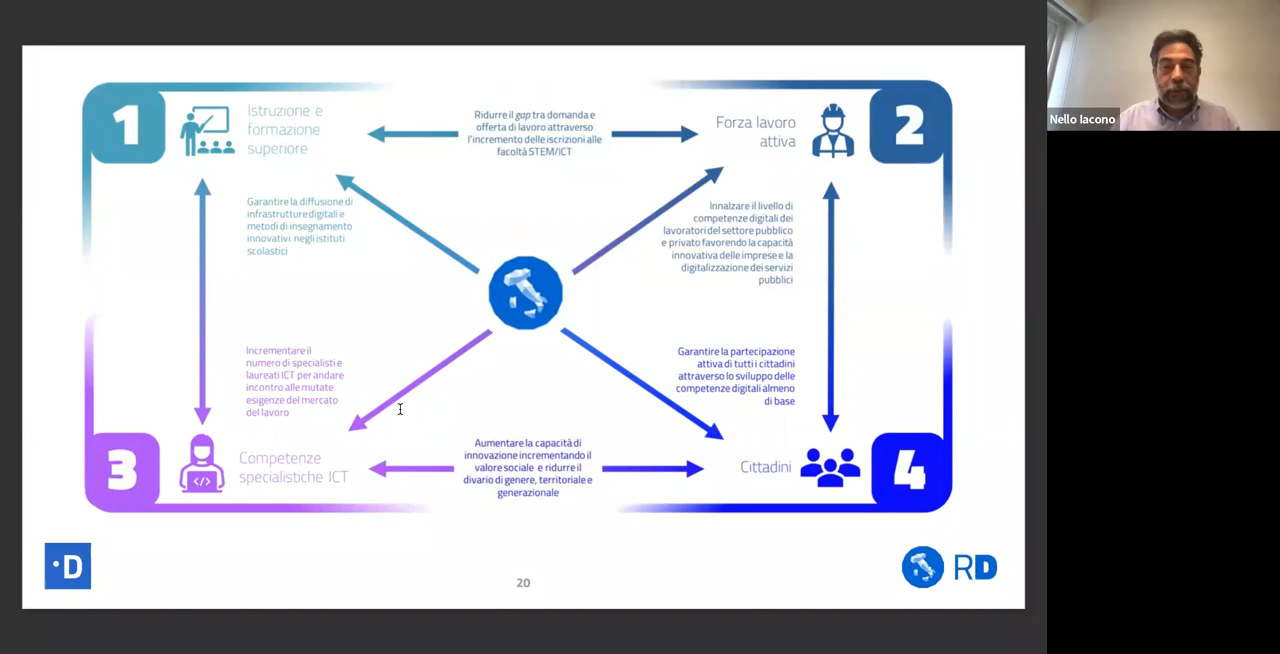 1
Istruzione e
formazione
superiore
Ridurre il gap tra domanda e
offerta di lavoro attraverso
l'incremento delle iscrizioni alle
facoltà STEM/ICT
Forza lavoro
attiva
2
Garantire la diffusione di
infrastrutture digitali e
metodi di insegnamento
innovativi negli istituti
scolastici
Innalzare il livello di
competenze digitali dei
lavoratori del settore pubblico
e privato favorendo la capacità
innovativa delle imprese e la
digitalizzazione dei servizi
pubblici
Incrementare il
numero di specialisti e
laureati ICT per andare
incontro alle mutate
esigenze del mercato
del lavoro
Garantire la partecipazione
attiva di tutti i cittadini
attraverso lo sviluppo delle
competenze digitali almeno
di base
3
</>
Competenze
specialistiche ICT
Aumentare la capacità di
innovazione incrementando il
valore sociale e ridurre il
divario di genere, territoriale e
generazionale
Cittadini
4
·D
20
RD
Nello Iacono